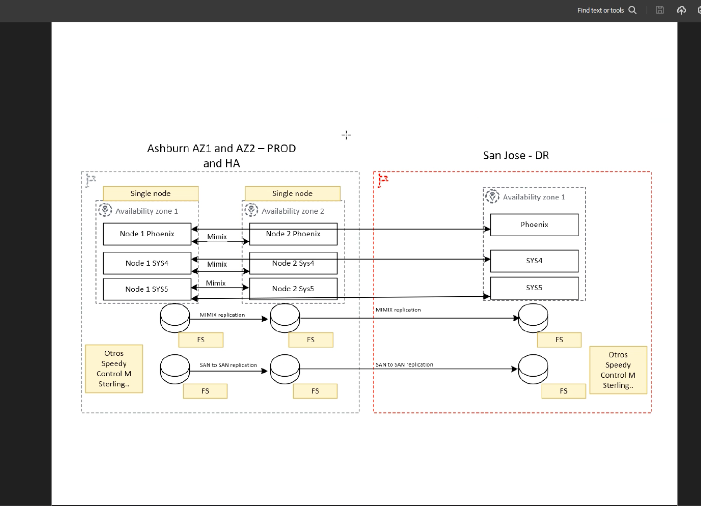 Find text or tools
Ashburn AZ1 and AZ2 – PROD
and HA
San Jose - DR
Single node
Single node
Availability zone 1
Availability zone 2
Availability zone 1
Node 1 Phoenix
Mimix
Node 2 Phoenix
Phoenix
Node 1 SYS4
Mimix
Node 2 Sys4
SYS4
Node 1 SYS5
Mimix
Node 2 Sys5
SYS5
MIMIX replication
MIMIX replication
FS
FS
FS
Otros
Speedy
Control M
Sterling..
SAN to SAN replication
SAN to SAN replication
Otros
Speedy
Control M
Sterling..
FS
FS
FS